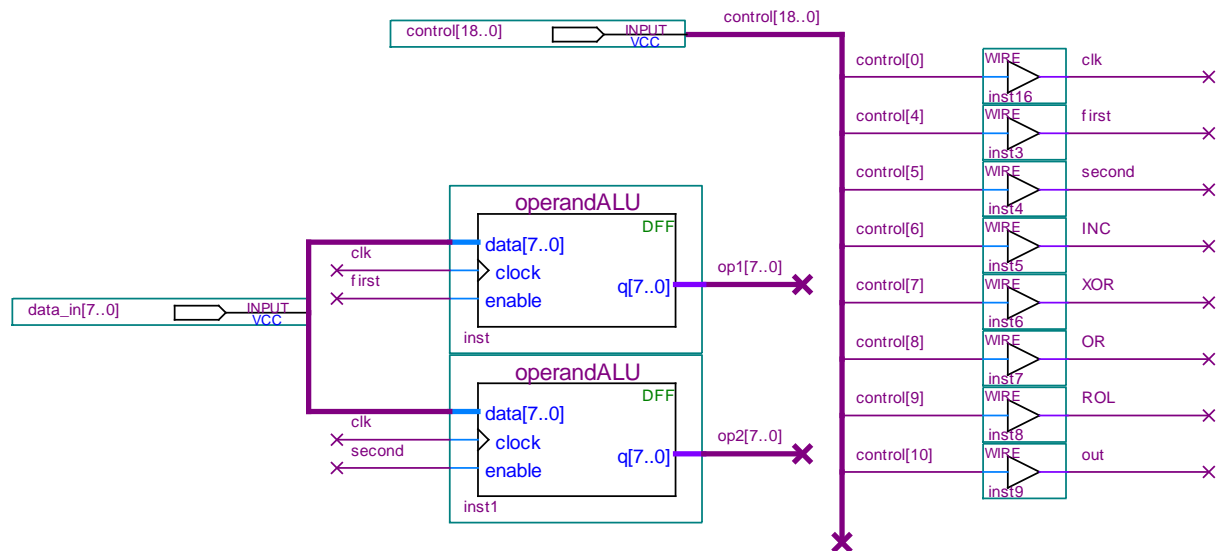 control[18..0]
control[18..0] INPUT
VCC
control[0] WIRE clk
inst16
control[4] WIRE first
inst3
control[5] WIRE second
inst4
control[6] WIRE INC
inst5
control[7] WIRE XOR
inst6
control[8] WIRE OR
inst7
control[9] WIRE ROL
inst8
control[10] WIRE out
inst9
operandALU
DFF
data[7..0]
clk
clock
first
enable
q[7..0] op1[7..0]
inst
data_in[7..0] INPUT
VCC
operandALU
DFF
data[7..0]
clk
clock
second
enable
q[7..0] op2[7..0]
inst1